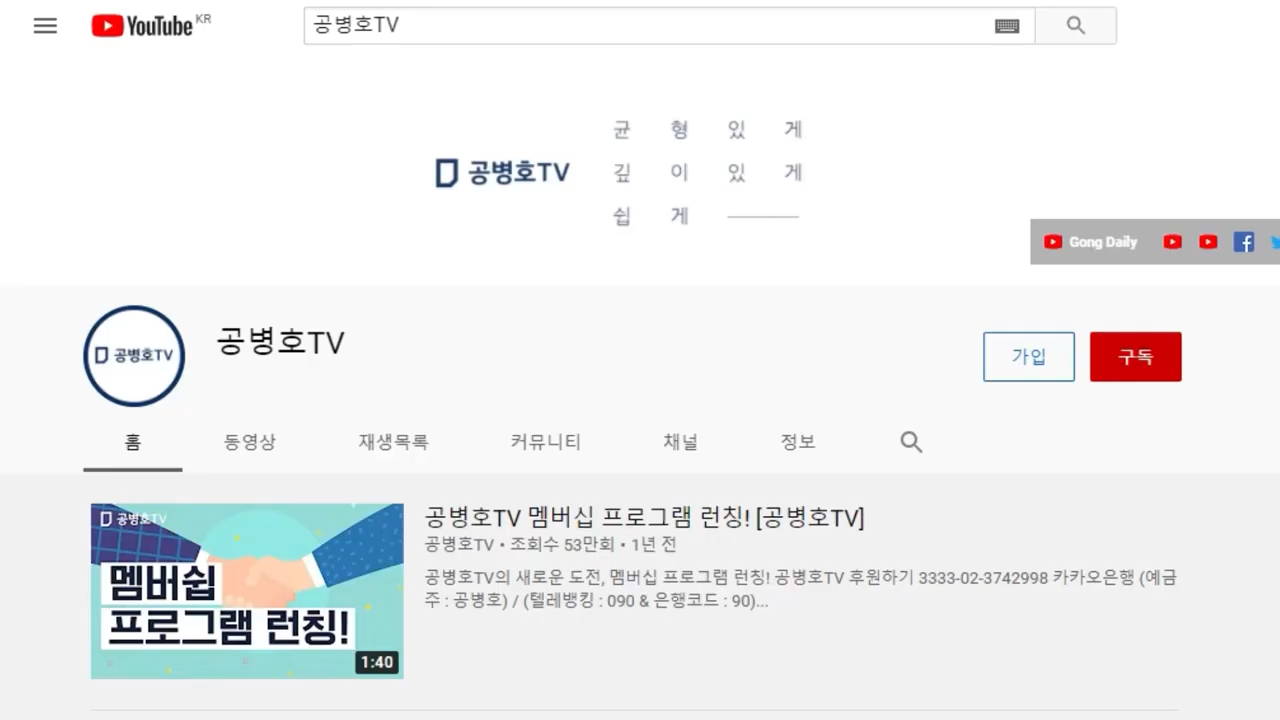 YouTube KR
공병호TV
균 형 있 게
공병호TV
깊 이 있 게
쉽 게
Gong Daily
공병호TV
공병호TV
가입
구독
홈 동영상 재생목록 커뮤니티 채널 정보
공병호TV
멤버쉽
프로그램 런칭!
1:40
공병호TV 멤버십 프로그램 런칭! [공병호TV]
공병호TV • 조회수 53만회 • 1년 전
공병호TV의 새로운 도전, 멤버십 프로그램 런칭! 공병호TV 후원하기 3333-02-3742998 카카오은행 (예금
주 : 공병호) / (텔레뱅킹 : 090 & 은행코드 : 90)...